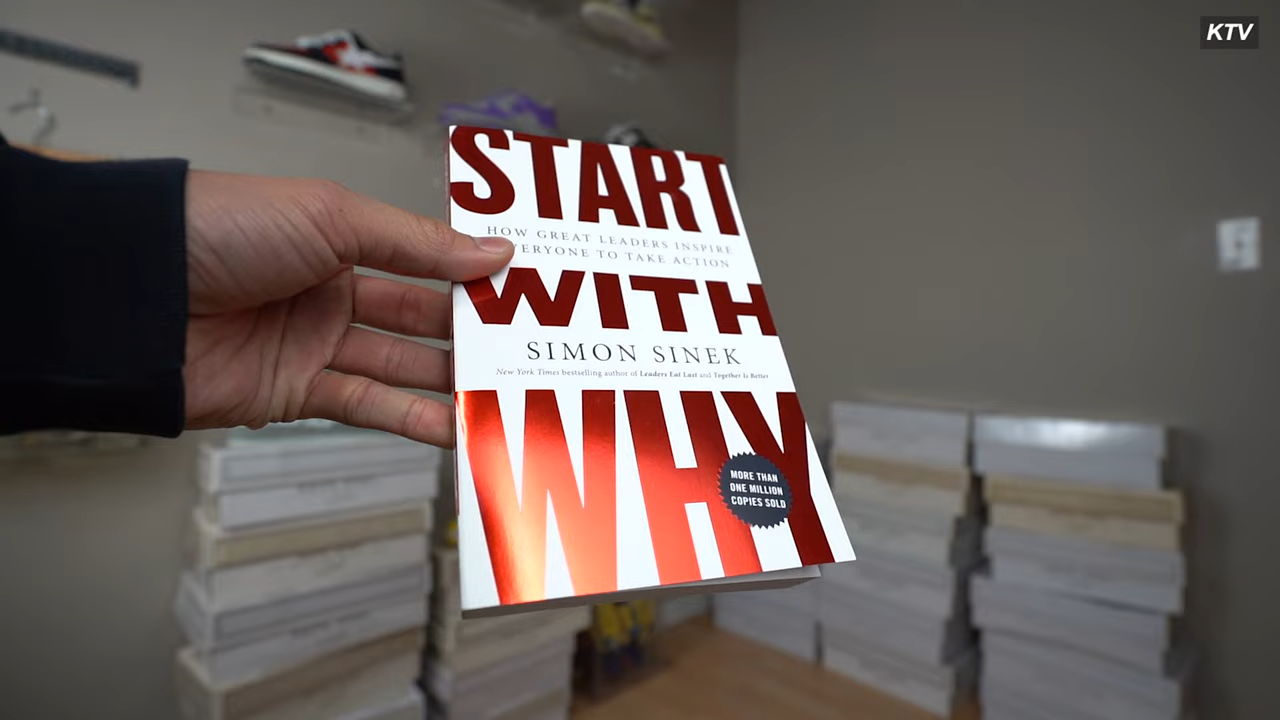 KTV
START
HOW GREAT LEADERS INSPIRE
VERYONE TO TAKE ACTION
WITH
SIMON SINEK
New York Times bestselling author of Leaders Eat Last and Together Is Better
WHY
MORE THAN
ONE MILLION
COPIES SOLD